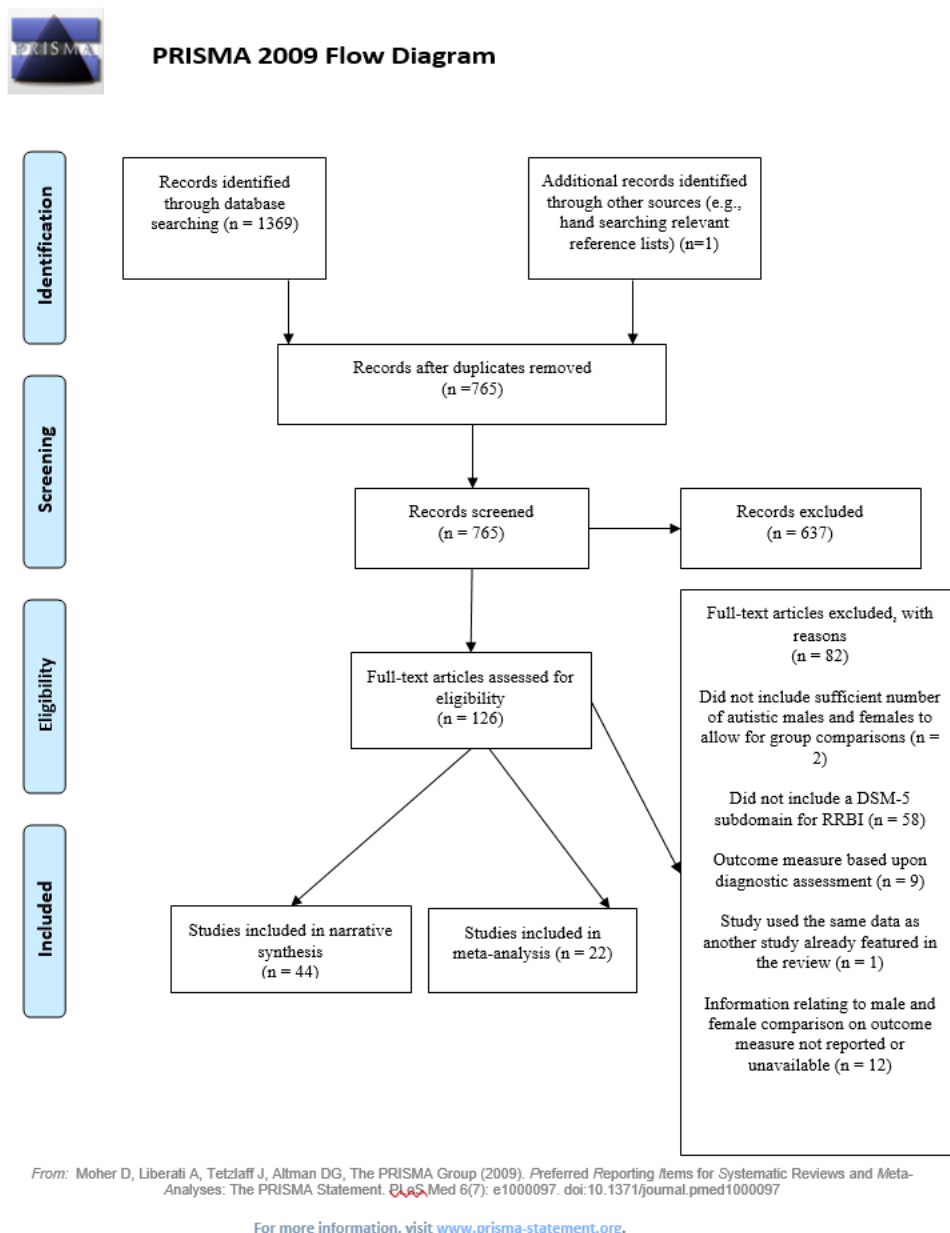 PRISMA
PRISMA 2009 Flow Diagram
Identification
Records identified
through database
searching (n = 1369)
Additional records identified
through other sources (e.g.,
hand searching relevant
reference lists) (n=1)
Records after duplicates removed
(n =765)
Screening
Records screened
(n = 765)
Records excluded
(n = 637)
Eligibility
Full-text articles assessed for
eligibility
(n = 126)
Full-text articles excluded, with
reasons
(n = 82)
Did not include sufficient number
of autistic males and females to
allow for group comparisons (n =
2)
Did not include a DSM-5
subdomain for RRBI (n = 58)
Outcome measure based upon
diagnostic assessment (n = 9)
Study used the same data as
another study already featured in
the review (n = 1)
Information relating to male and
female comparison on outcome
measure not reported or
unavailable (n = 12)
Included
Studies included in narrative
synthesis
(n = 44)
Studies included in
meta-analysis (n = 22)
From: Moher D, Liberati A, Tetzlaff J, Altman DG, The PRISMA Group (2009). Preferred Reporting Items for Systematic Reviews and Meta-
Analyses: The PRISMA Statement. PLoS Med 6(7): e1000097. doi:10.1371/journal.pmed1000097
For more information, visit www.prisma-statement.org.